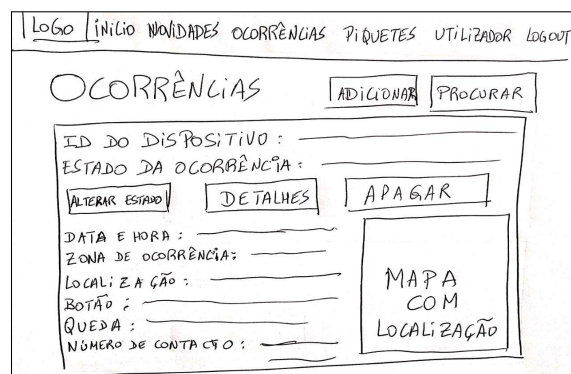 LOGO INÍCIO NOVIDADES OCORRÊNCIAS PIQUETES UTILIZADOR LOGOUT
OCORRÊNCIAS ADICIONAR PROCURAR
ID DO DISPOSITIVO :
ESTADO DA OCORRÊNCIA :
ALTERAR ESTADO DETALHES APAGAR
DATA E HORA :
ZONA DE OCORRÊNCIA:
LOCALIZAÇÃO :
BOTÃO :
QUEDA :
NÚMERO DE CONTACTO :
MAPA
COM
LOCALIZAÇÃO